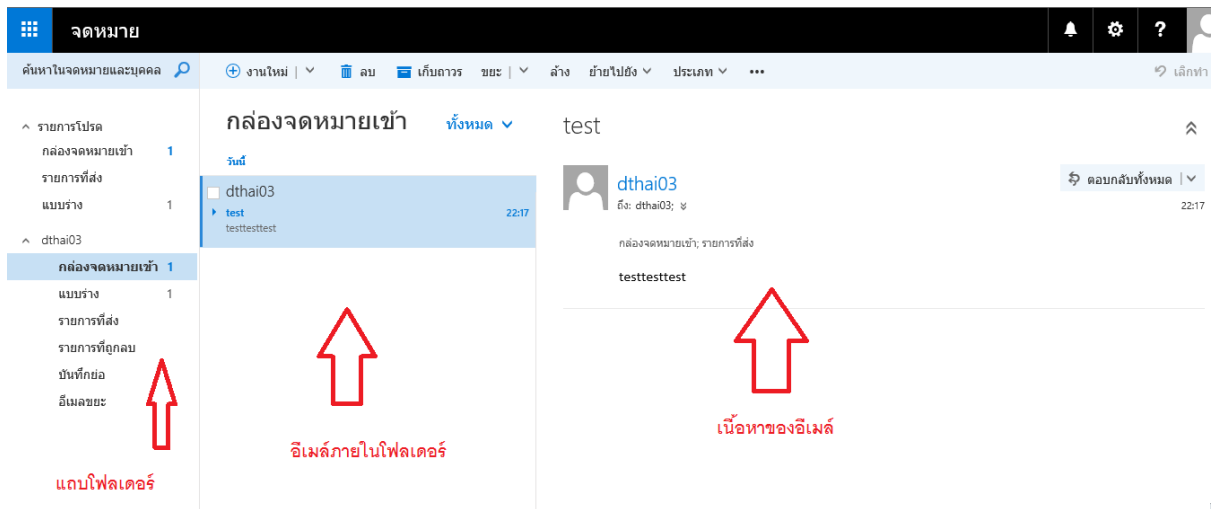 จดหมาย
?
ค้นหาในจดหมายและบุคคล
งานใหม่ | ลบ เก็บถาวร ขยะ | ล้าง ย้ายไปยัง ประเภท ••• เลิกทำ
รายการโปรด
กล่องจดหมายเข้า 1
รายการที่ส่ง
แบบร่าง 1
dthai03
กล่องจดหมายเข้า 1
แบบร่าง 1
รายการที่ส่ง
รายการที่ถูกลบ
บันทึกย่อ
อีเมลขยะ
แถบโฟลเดอร์
กล่องจดหมายเข้า ทั้งหมด
วันนี้
dthai03
test 22:17
testtesttest
อีเมล์ภายในโฟลเดอร์
test
dthai03
ตอบกลับทั้งหมด |
ถึง: dthai03;
22:17
กล่องจดหมายเข้า; รายการที่ส่ง
testtesttest
เนื้อหาของอีเมล์